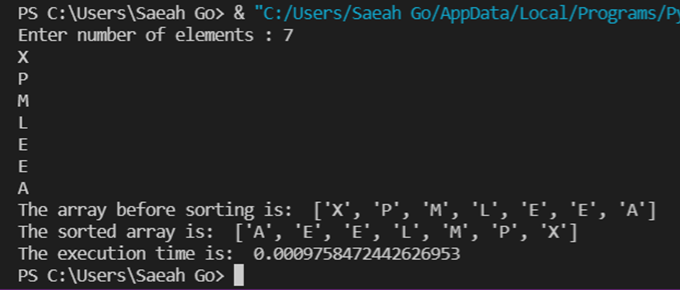 PS C:\Users\Saeah Go> & "C:/Users/Saeah Go/AppData/Local/Programs/Py
Enter number of elements : 7
X
P
M
L
E
E
A
The array before sorting is:  ['X', 'P', 'M', 'L', 'E', 'E', 'A']
The sorted array is:  ['A', 'E', 'E', 'L', 'M', 'P', 'X']
The execution time is:  0.0009758472442626953
PS C:\Users\Saeah Go>